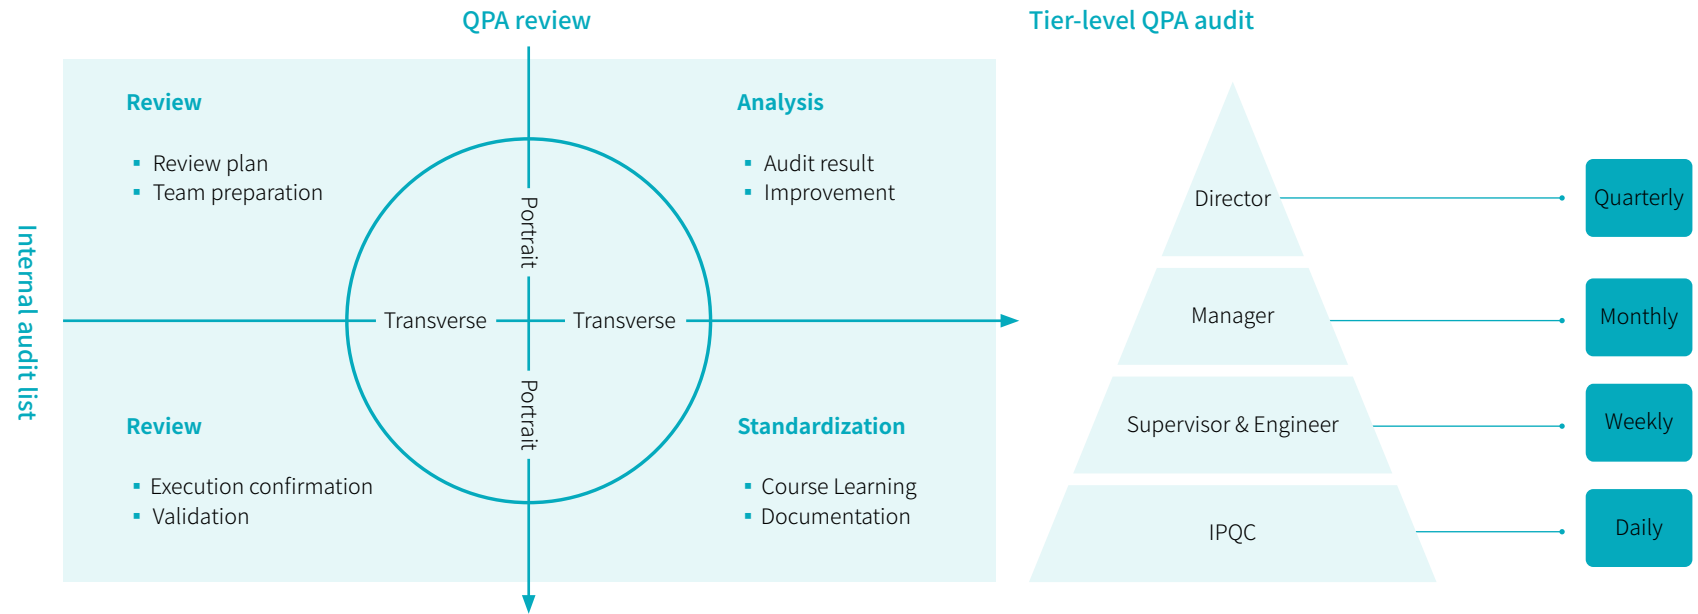 QPA review
Internal audit list
Review
▪ Review plan
▪ Team preparation
Analysis
▪ Audit result
▪ Improvement
Portrait
Transverse
Transverse
Portrait
Review
▪ Execution confirmation
▪ Validation
Standardization
▪ Course Learning
▪ Documentation
Tier-level QPA audit
Director
Quarterly
Manager
Monthly
Supervisor & Engineer
Weekly
IPQC
Daily